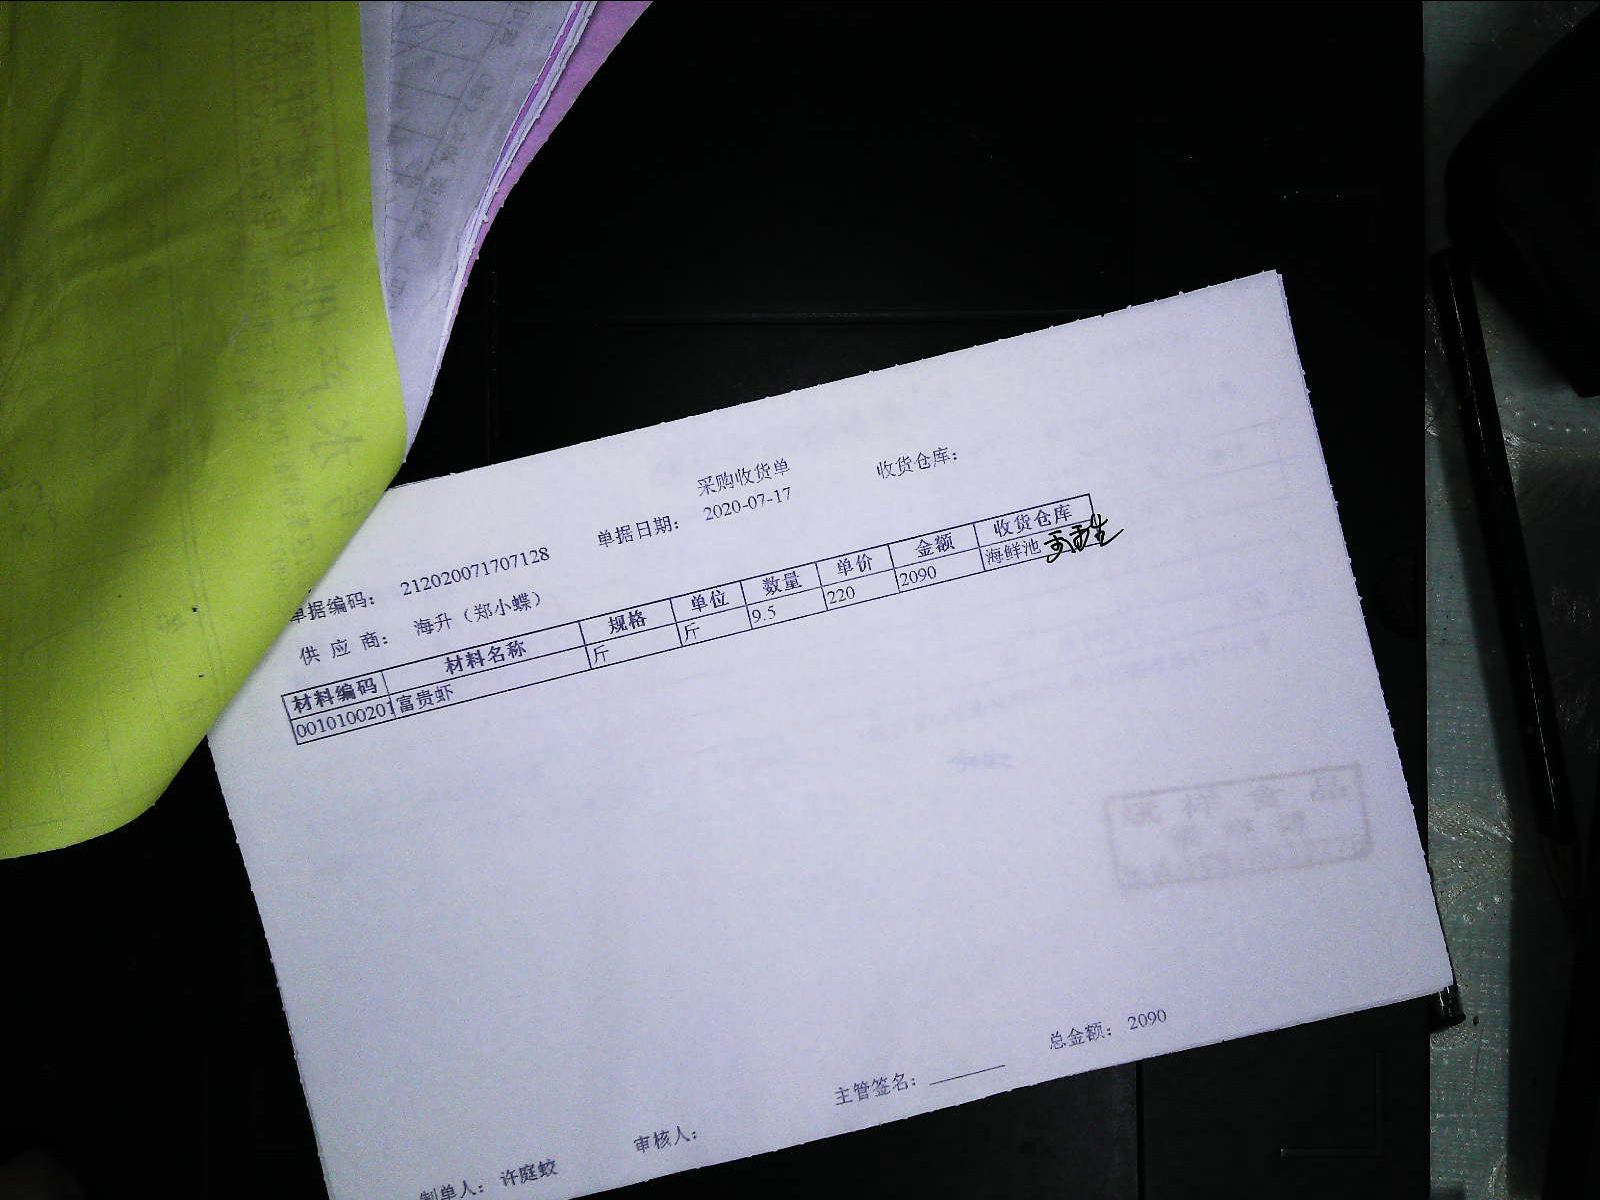 采购收货单
单据编码： 212020071707128 单据日期： 2020-07-17 收货仓库：
供 应 商： 海升（郑小蝶）
材料编码 材料名称 规格 单位 数量 单价 金额 收货仓库
0010100201 富贵虾 斤 斤 9.5 220 2090 海鲜池
总金额： 2090
制单人： 许庭蛟 审核人： 主管签名：